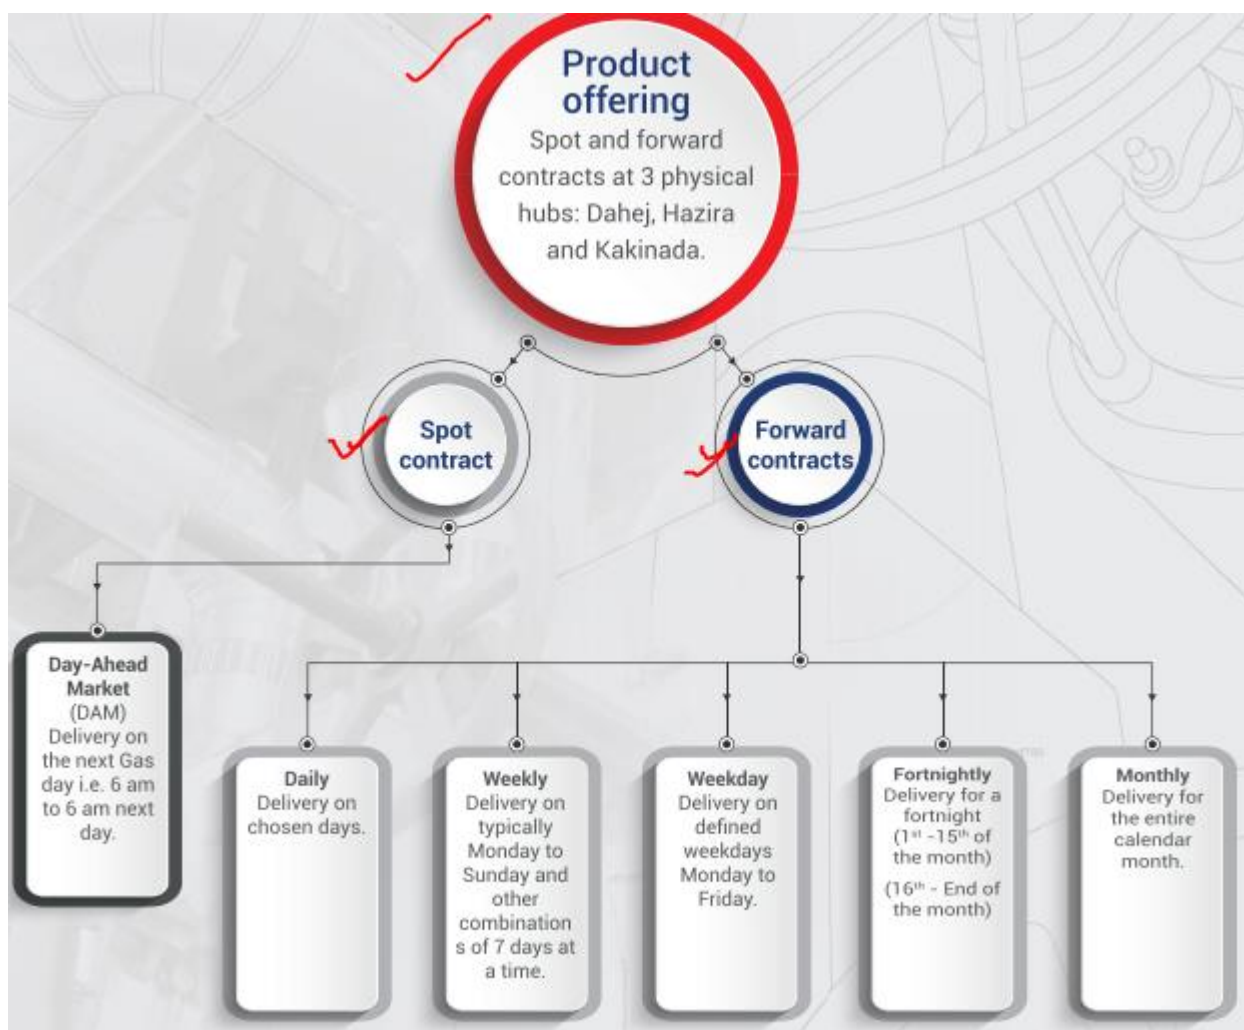 Product
offering
Spot and forward
contracts at 3 physical
hubs: Dahej, Hazira
and Kakinada.
Spot
contract
Forward
contracts
Day-Ahead
Market
(DAM)
Delivery on
the next Gas
day i.e. 6 am
to 6 am next
day.
Daily
Delivery on
chosen days.
Weekly
Delivery on
typically
Monday to
Sunday and
other
combination
s of 7 days at
a time.
Weekday
Delivery on
defined
weekdays
Monday to
Friday.
Fortnightly
Delivery for a
fortnight
(1st -15th of
the month)
(16th - End of
the month)
Monthly
Delivery for
the entire
calendar
month.